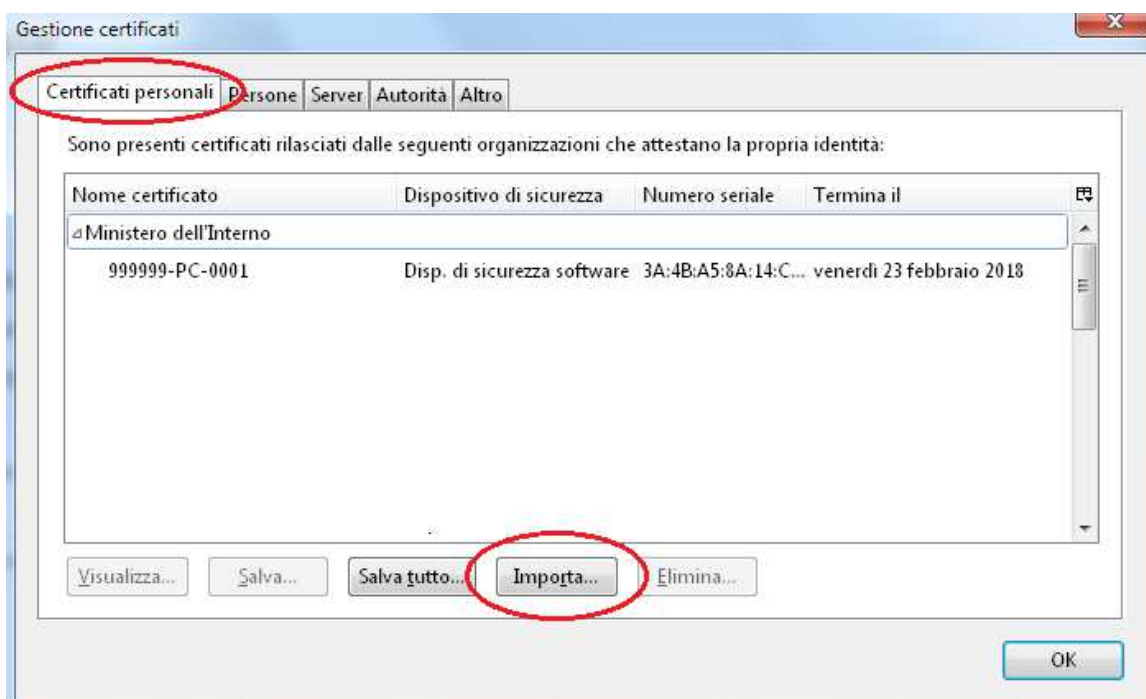 Gestione certificati
Certificati personali Persone Server Autorità Altro
Sono presenti certificati rilasciati dalle seguenti organizzazioni che attestano la propria identità:
Nome certificato Dispositivo di sicurezza Numero seriale Termina il
Ministero dell'Interno
999999-PC-0001 Disp. di sicurezza software 3A:4B:A5:8A:14:C... venerdì 23 febbraio 2018
Visualizza... Salva... Salva tutto... Importa... Elimina...
OK